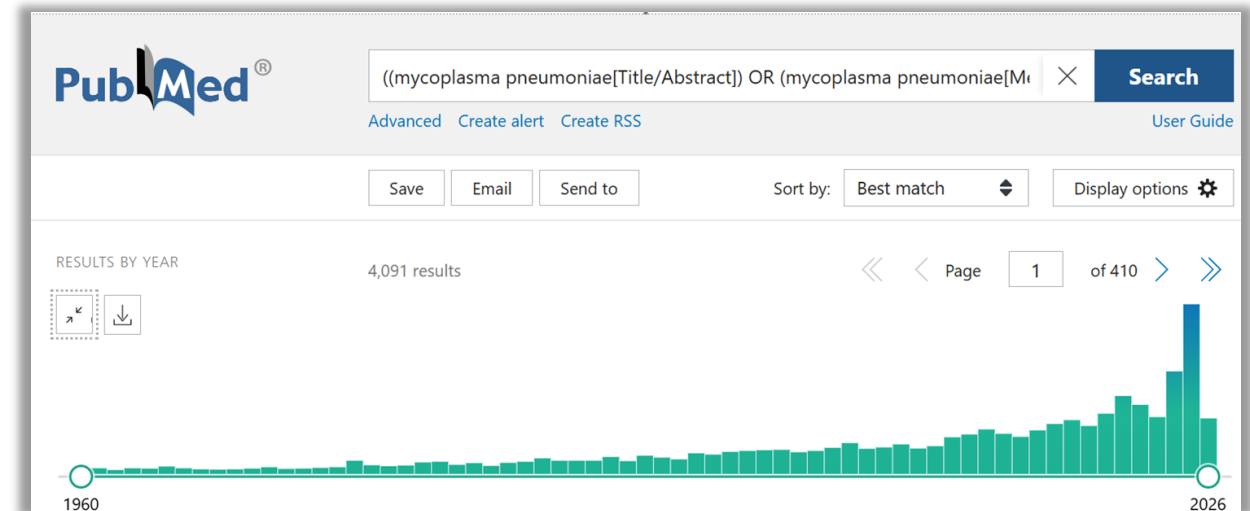 PubMed®
((mycoplasma pneumoniae[Title/Abstract]) OR (mycoplasma pneumoniae[Me
Search
Advanced Create alert Create RSS
User Guide
Save Email Send to
Sort by: Best match
Display options
RESULTS BY YEAR
4,091 results
Page 1 of 410
1960
2026